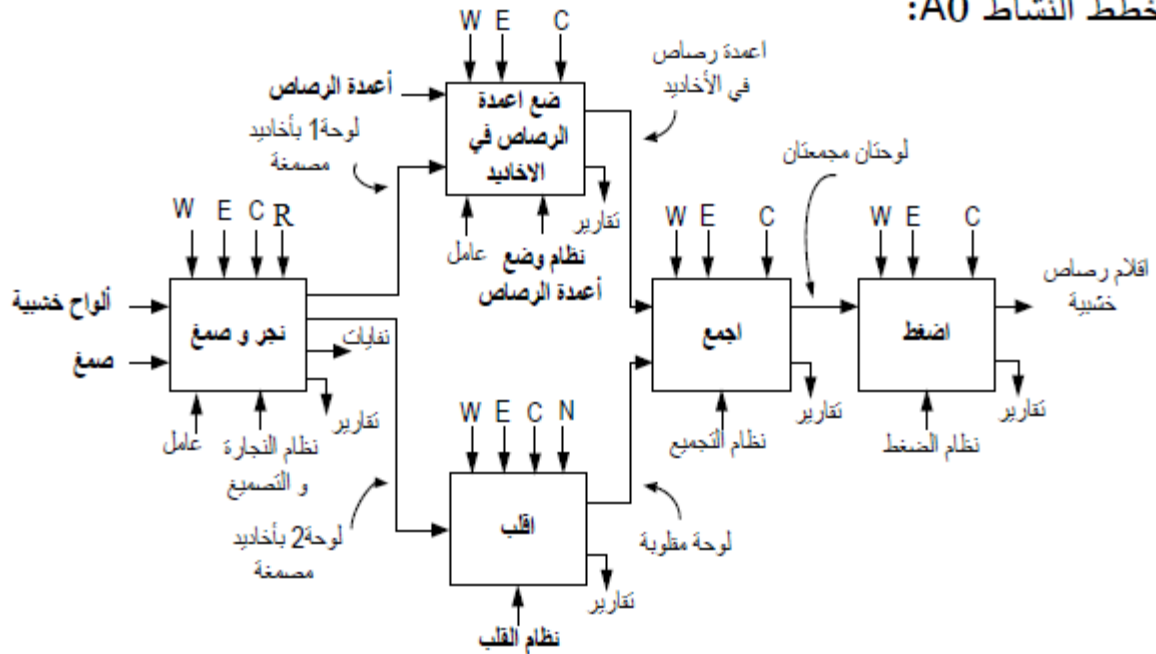 خطط النشاط A0:
W E C
أعمدة الرصاص
ضع اعمدة
الرصاص في
الاخاديد
اعمدة رصاص
في الأخاديد
لوحة1 بأخاديد
مصمغة
تقارير
عامل
نظام وضع
أعمدة الرصاص
لوحتان مجمعتان
W E C R
ألواح خشبية
صمغ
نجر و صمغ
نفايات
تقارير
عامل
نظام النجارة
و التصميغ
لوحة2 بأخاديد
مصمغة
W E C N
اقلب
تقارير
نظام القلب
لوحة مقلوبة
W E C
اجمع
تقارير
نظام التجميع
W E C
اضغط
اقلام رصاص
خشبية
تقارير
نظام الضغط